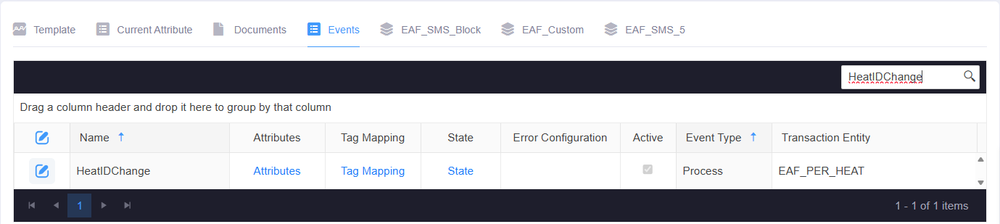 Template Current Attribute Documents Events EAF_SMS_Block EAF_Custom EAF_SMS_5
HeatIDChange
Drag a column header and drop it here to group by that column
Name Attributes Tag Mapping State Error Configuration Active Event Type Transaction Entity
HeatIDChange Attributes Tag Mapping State Process EAF_PER_HEAT
1 1 - 1 of 1 items